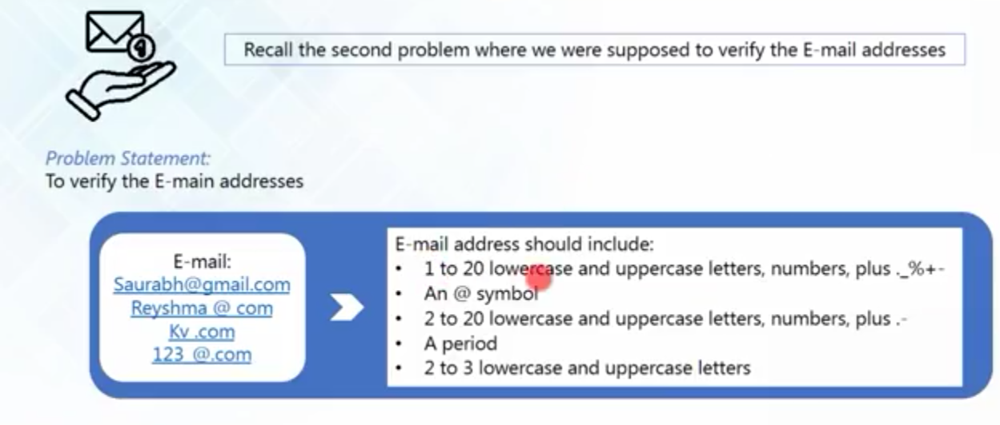 Recall the second problem where we were supposed to verify the E-mail addresses
Problem Statement:
To verify the E-main addresses
E-mail:
Saurabh@gmail.com
Reyshma @ com
Kv .com
123 @.com
E-mail address should include:
• 1 to 20 lowercase and uppercase letters, numbers, plus ._%+-
• An @ symbol
• 2 to 20 lowercase and uppercase letters, numbers, plus .-
• A period
• 2 to 3 lowercase and uppercase letters